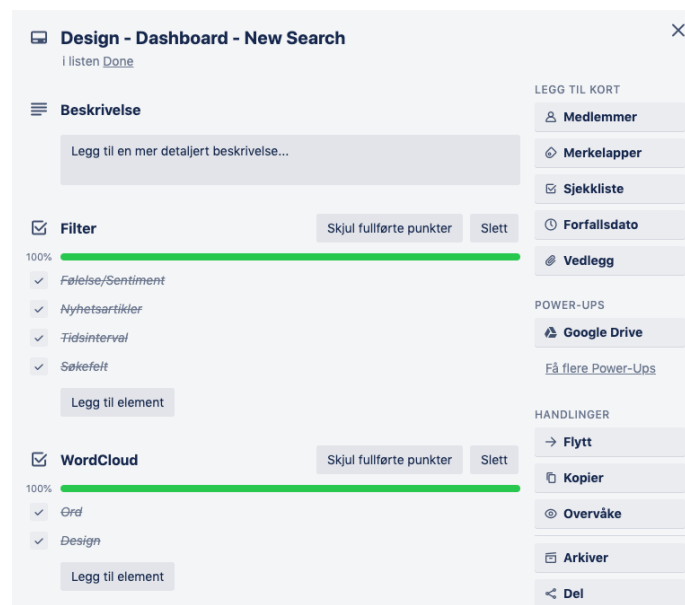 Design - Dashboard - New Search
i listen Done
Beskrivelse
Legg til en mer detaljert beskrivelse...
Filter
Skjul fullførte punkter
Slett
100%
Følelse/Sentiment
Nyhetsartikler
Tidsinterval
Søkefelt
Legg til element
WordCloud
Skjul fullførte punkter
Slett
100%
Ord
Design
Legg til element
LEGG TIL KORT
Medlemmer
Merkelapper
Sjekkliste
Forfallsdato
Vedlegg
POWER-UPS
Google Drive
Få flere Power-Ups
HANDLINGER
Flytt
Kopier
Overvåke
Arkiver
Del